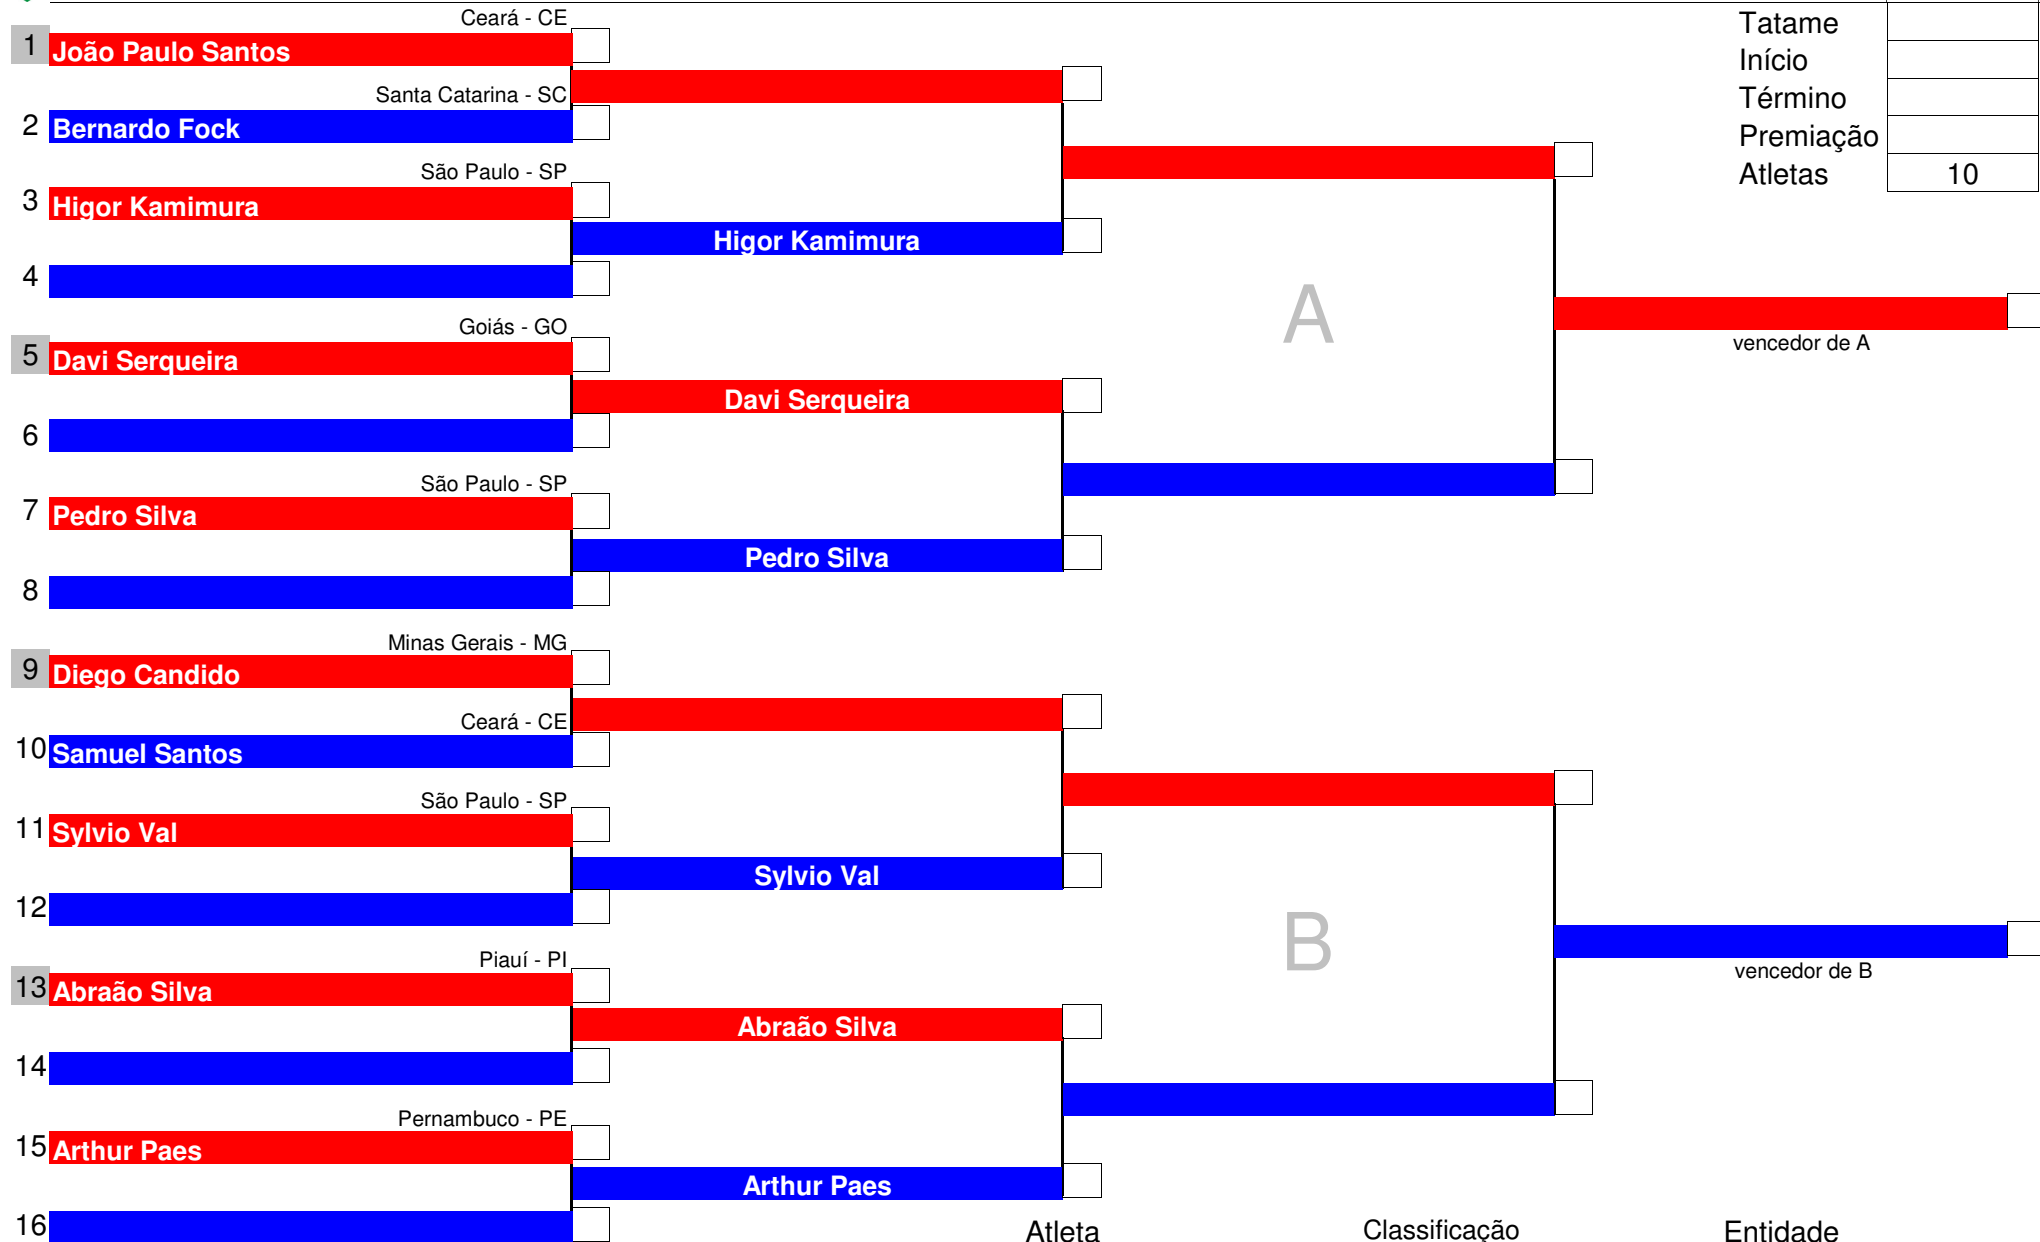 Ceará - CE
1 João Paulo Santos
Santa Catarina - SC
2 Bernardo Fock
São Paulo - SP
3 Higor Kamimura
Higor Kamimura
4
Goiás - GO
5 Davi Serqueira
Davi Serqueira
6
São Paulo - SP
7 Pedro Silva
Pedro Silva
8
Minas Gerais - MG
9 Diego Candido
Ceará - CE
10 Samuel Santos
São Paulo - SP
11 Sylvio Val
Sylvio Val
12
Piauí - PI
13 Abraão Silva
Abraão Silva
14
Pernambuco - PE
15 Arthur Paes
Arthur Paes
16
A
B
vencedor de A
vencedor de B
Tatame
Início
Término
Premiação
Atletas 10
Atleta Classificação Entidade